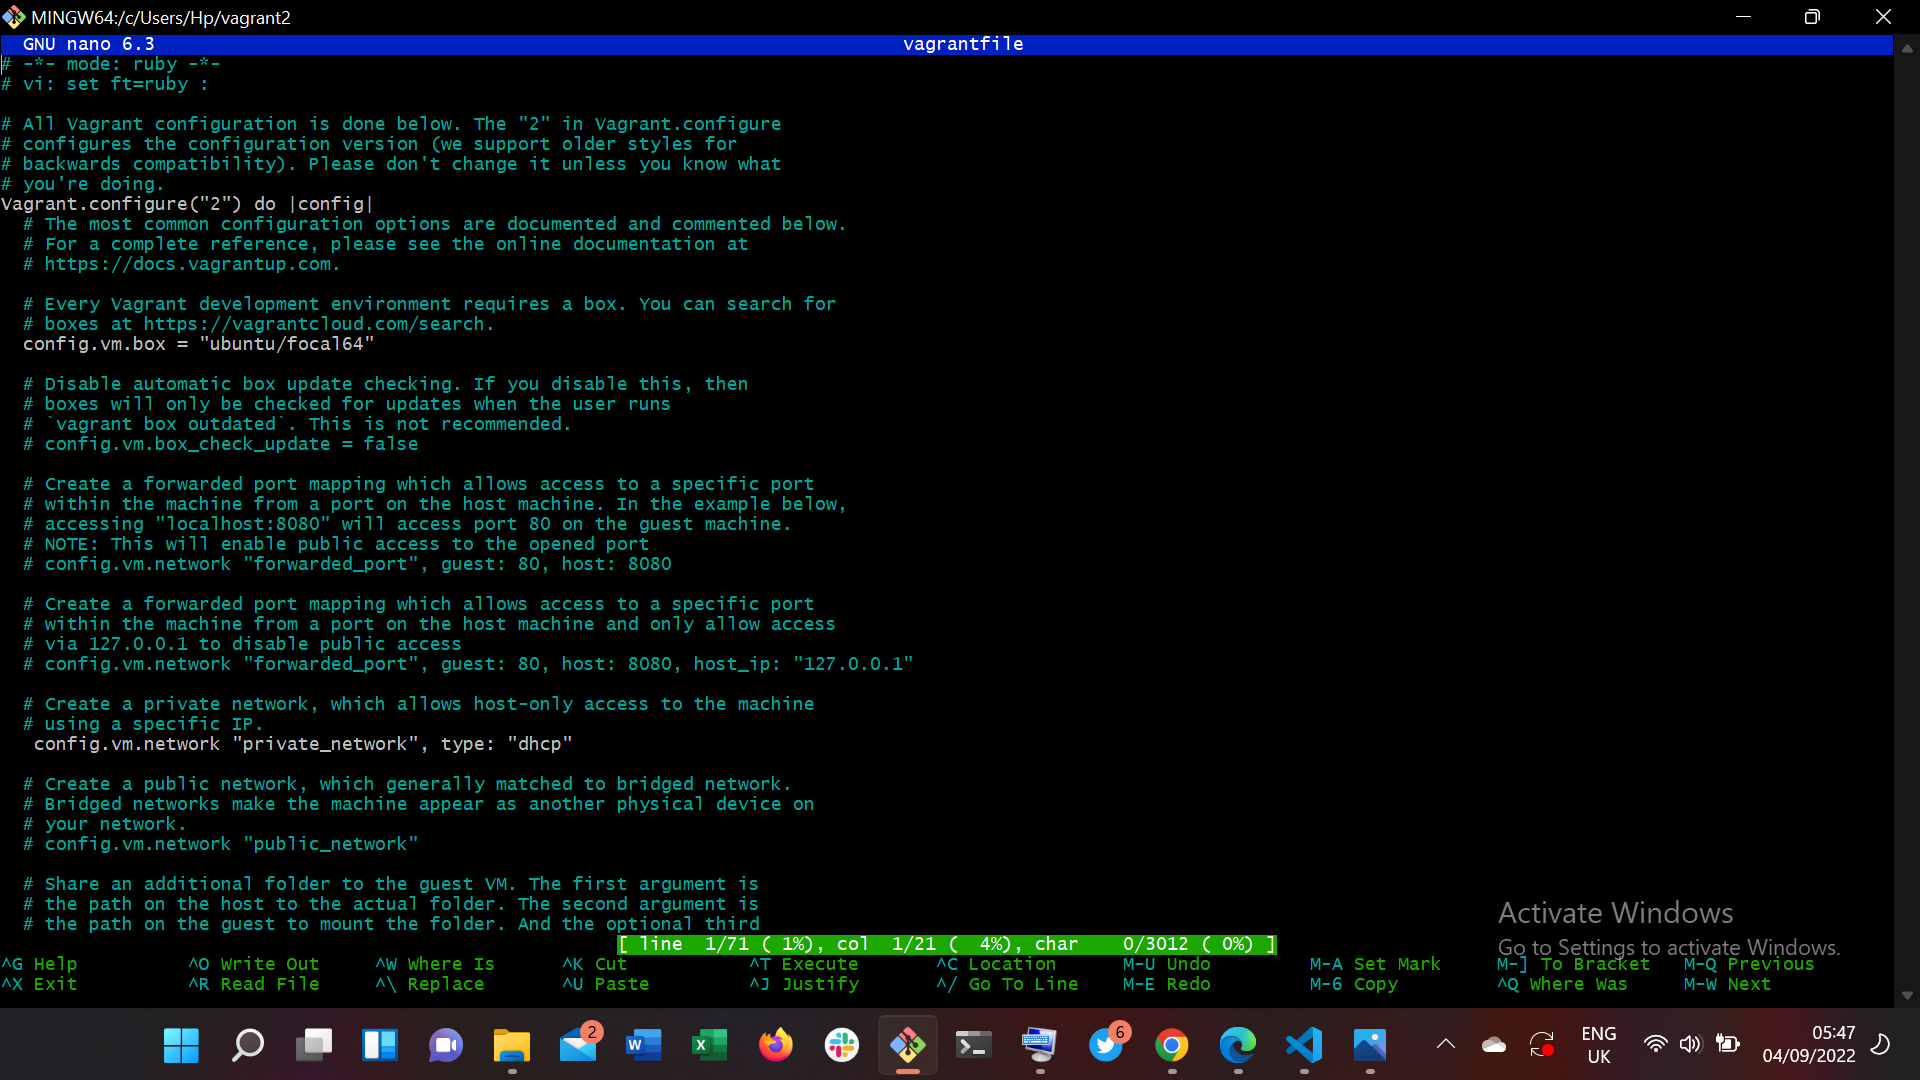 MINGW64:/c/Users/Hp/vagrant2
GNU nano 6.3 vagrantfile
# -*- mode: ruby -*-
# vi: set ft=ruby :
# All Vagrant configuration is done below. The "2" in Vagrant.configure
# configures the configuration version (we support older styles for
# backwards compatibility). Please don't change it unless you know what
# you're doing.
Vagrant.configure("2") do |config|
# The most common configuration options are documented and commented below.
# For a complete reference, please see the online documentation at
# https://docs.vagrantup.com.
# Every Vagrant development environment requires a box. You can search for
# boxes at https://vagrantcloud.com/search.
config.vm.box = "ubuntu/focal64"
# Disable automatic box update checking. If you disable this, then
# boxes will only be checked for updates when the user runs
# `vagrant box outdated`. This is not recommended.
# config.vm.box_check_update = false
# Create a forwarded port mapping which allows access to a specific port
# within the machine from a port on the host machine. In the example below,
# accessing "localhost:8080" will access port 80 on the guest machine.
# NOTE: This will enable public access to the opened port
# config.vm.network "forwarded_port", guest: 80, host: 8080
# Create a forwarded port mapping which allows access to a specific port
# within the machine from a port on the host machine and only allow access
# via 127.0.0.1 to disable public access
# config.vm.network "forwarded_port", guest: 80, host: 8080, host_ip: "127.0.0.1"
# Create a private network, which allows host-only access to the machine
# using a specific IP.
config.vm.network "private_network", type: "dhcp"
# Create a public network, which generally matched to bridged network.
# Bridged networks make the machine appear as another physical device on
# your network.
# config.vm.network "public_network"
# Share an additional folder to the guest VM. The first argument is
# the path on the host to the actual folder. The second argument is
# the path on the guest to mount the folder. And the optional third
[ line 1/71 ( 1%), col 1/21 ( 4%), char 0/3012 ( 0%) ]
Activate Windows
Go to Settings to activate Windows.
^G Help ^O Write Out ^W Where Is ^K Cut ^T Execute ^C Location M-U Undo M-A Set Mark M-] To Bracket M-Q Previous
^X Exit ^R Read File ^\ Replace ^U Paste ^J Justify ^/ Go To Line M-E Redo M-6 Copy ^Q Where Was M-W Next
2
6
ENG
UK
05:47
04/09/2022